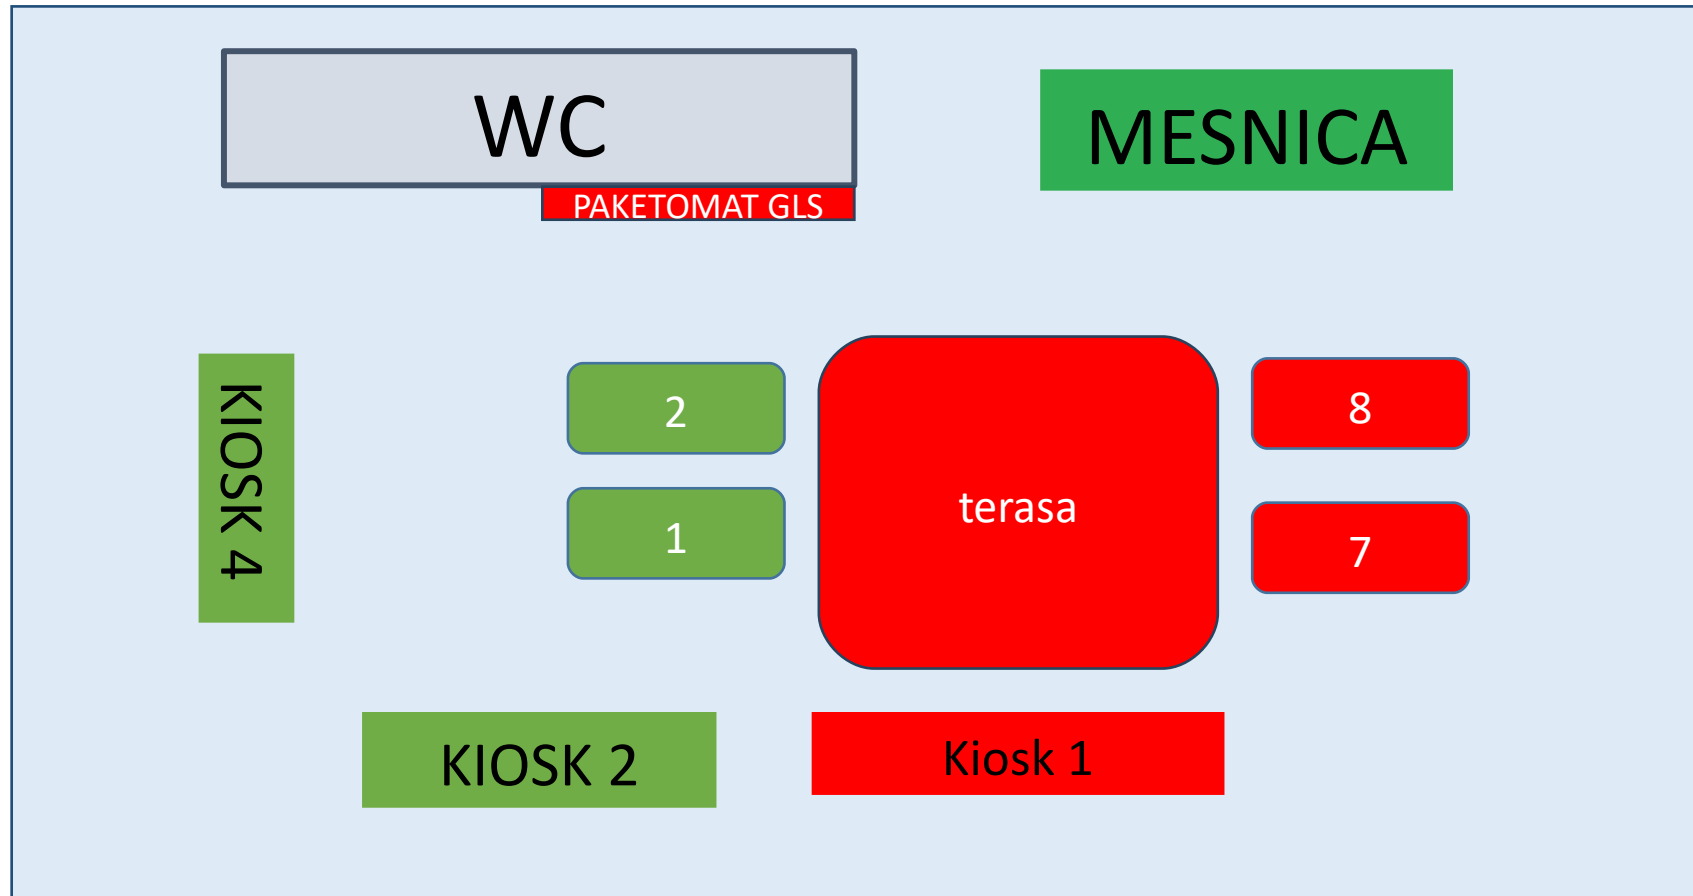 WC
MESNICA
PAKETOMAT GLS
KIOSK 4
2
8
1
terasa
7
KIOSK 2
Kiosk 1